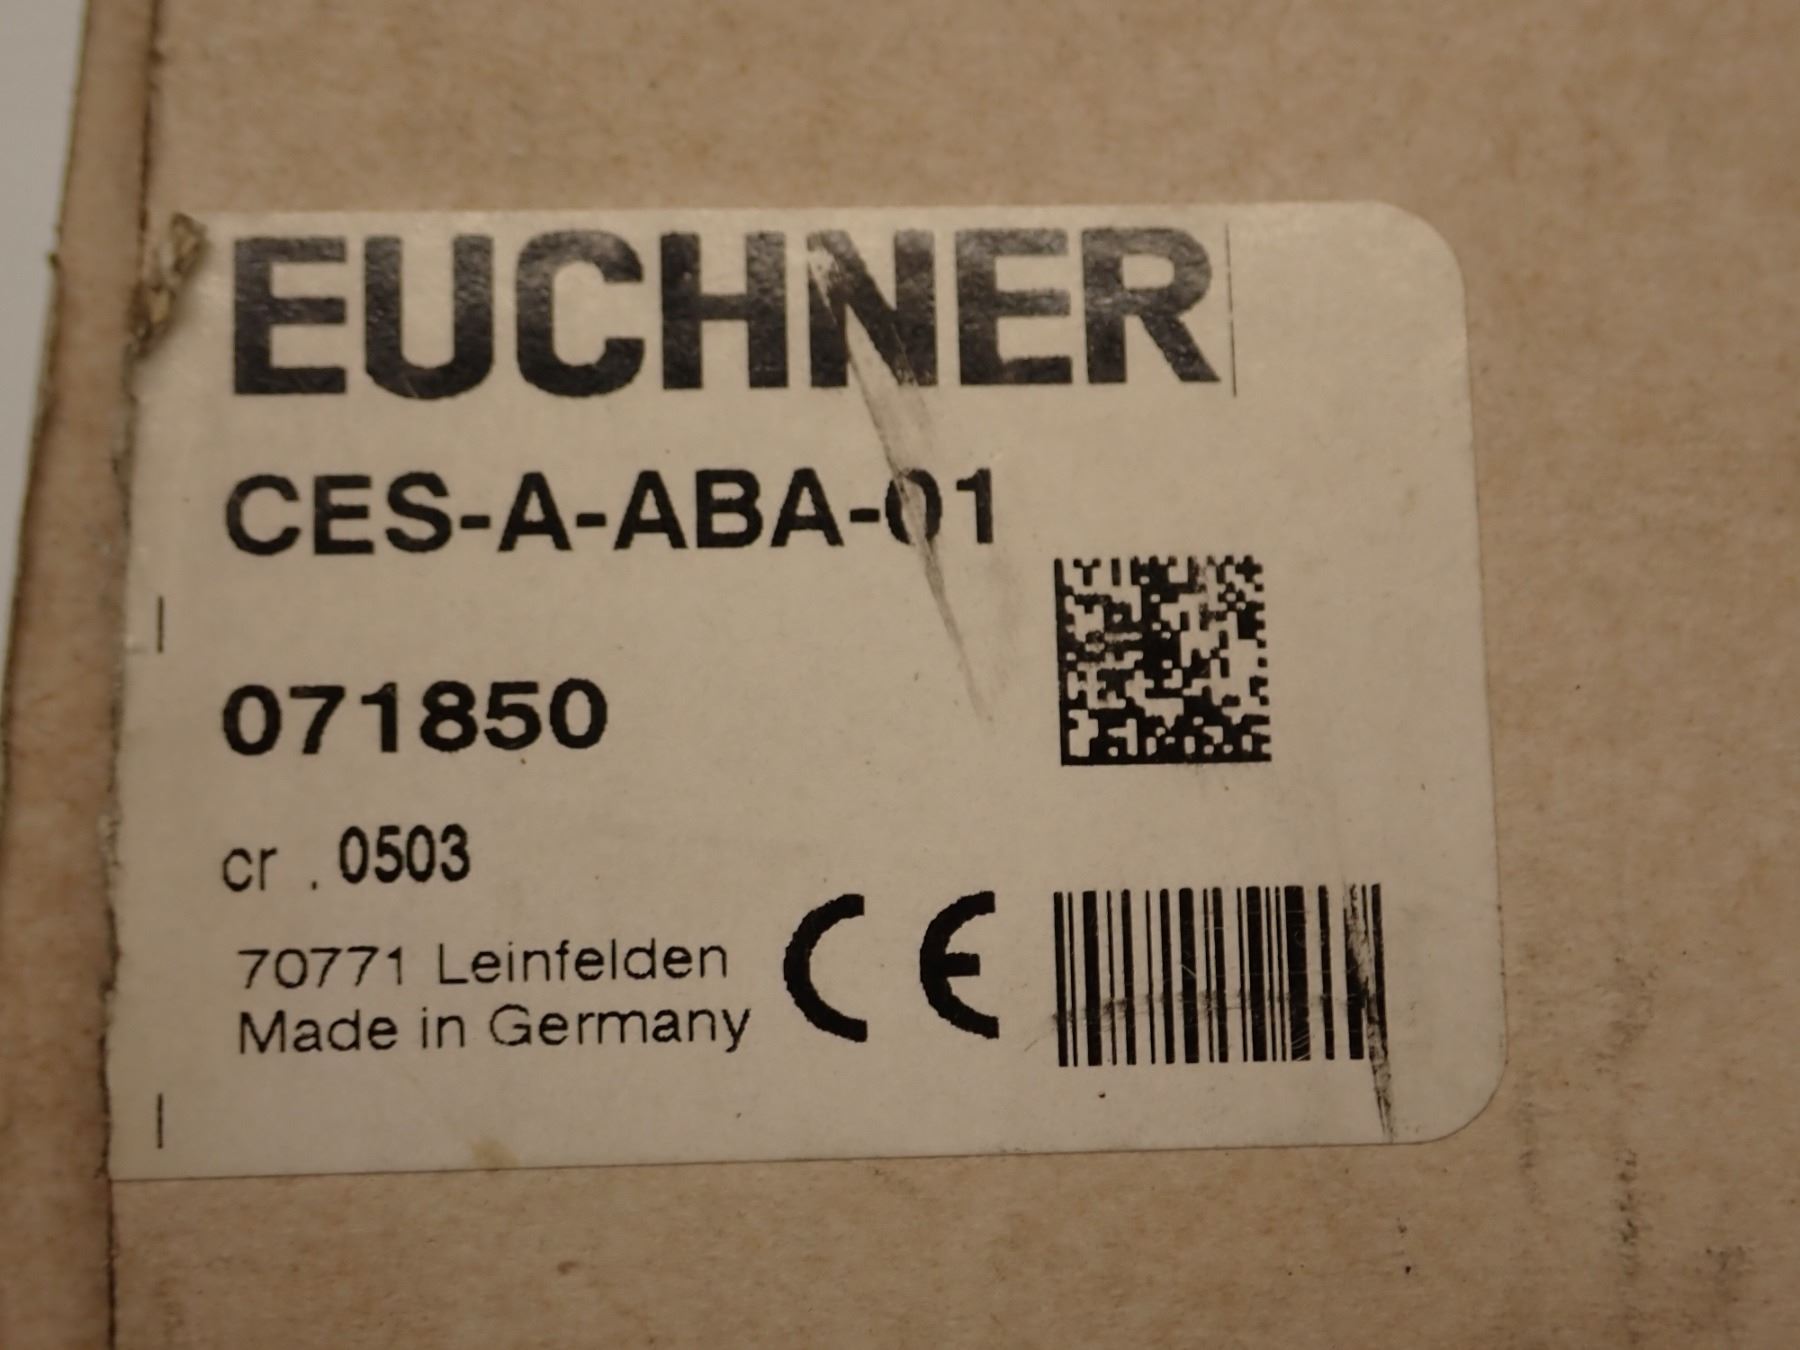 EUCHNER
CES-A-ABA-01
071850
cr . 0503
70771 Leinfelden
Made in Germany
CE